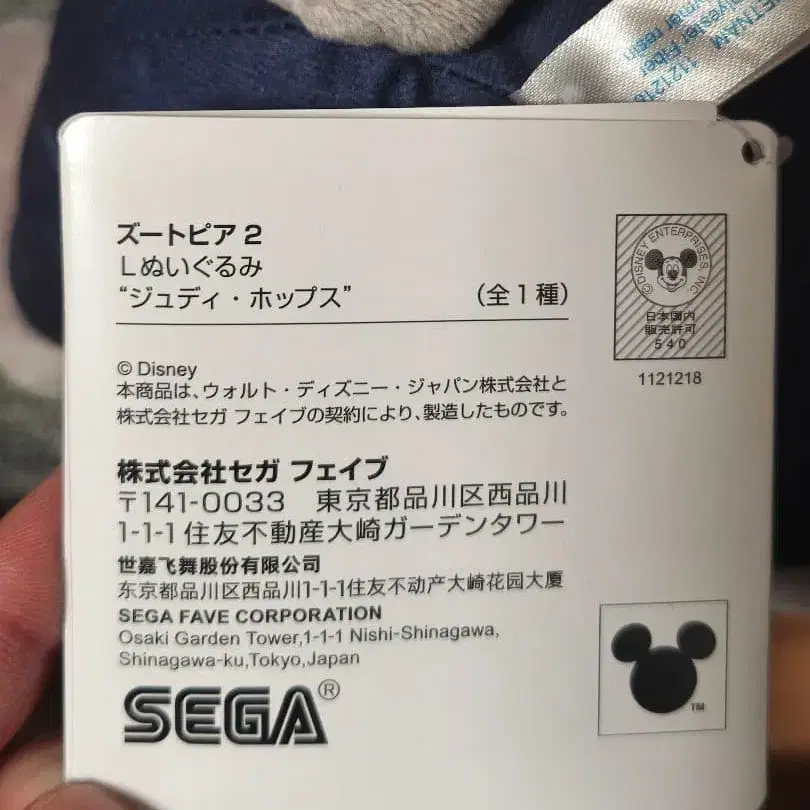 VIETNAM
1121218
ズートピア2
Lぬいぐるみ
“ジュディ・ホップス” (全1種)
©DISNEY ENTERPRISES INC.
日本国内
販売許可
540
1121218
© Disney
本商品は、ウォルト・ディズニー・ジャパン株式会社と
株式会社セガ フェイブの契約により、製造したものです。
株式会社セガ フェイブ
〒141-0033 東京都品川区西品川
1-1-1住友不動産大崎ガーデンタワー
世嘉飞舞股份有限公司
东京都品川区西品川1-1-1住友不动产大崎花园大厦
SEGA FAVE CORPORATION
Osaki Garden Tower,1-1-1 Nishi-Shinagawa,
Shinagawa-ku,Tokyo,Japan
SEGA®
TM